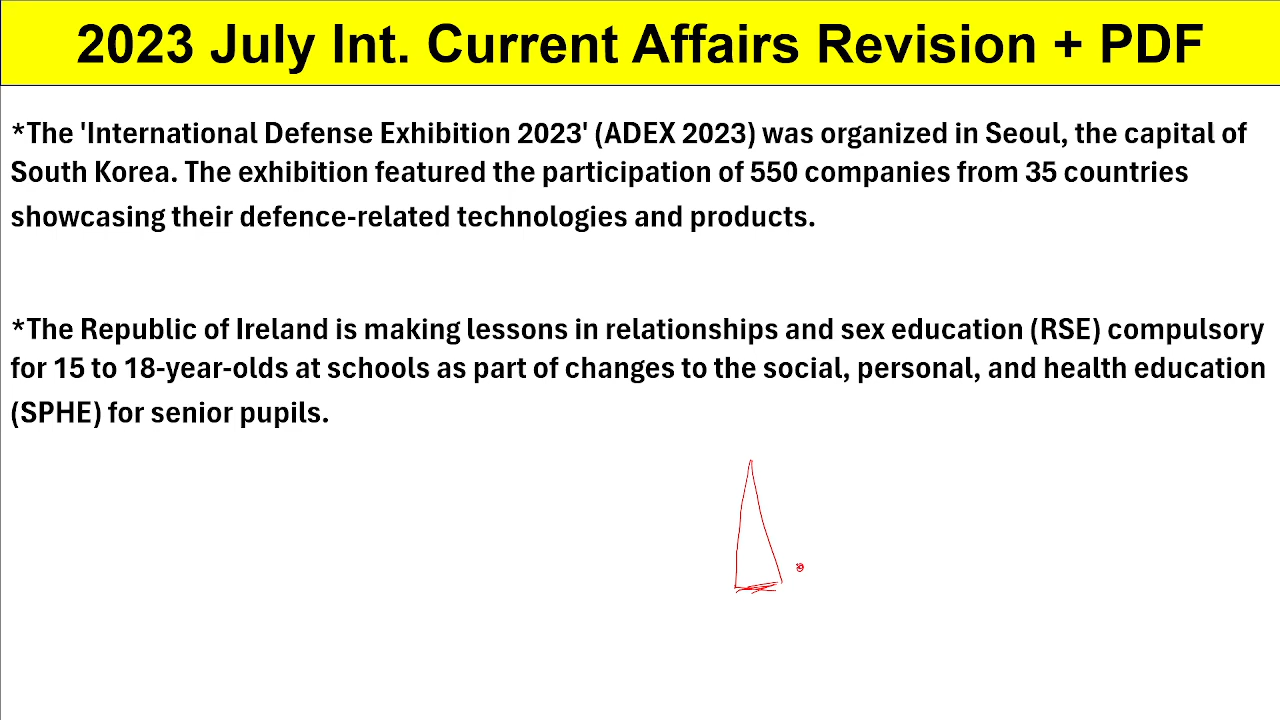 2023 July Int. Current Affairs Revision + PDF
*The 'International Defense Exhibition 2023' (ADEX 2023) was organized in Seoul, the capital of
South Korea. The exhibition featured the participation of 550 companies from 35 countries
showcasing their defence-related technologies and products.
*The Republic of Ireland is making lessons in relationships and sex education (RSE) compulsory
for 15 to 18-year-olds at schools as part of changes to the social, personal, and health education
(SPHE) for senior pupils.